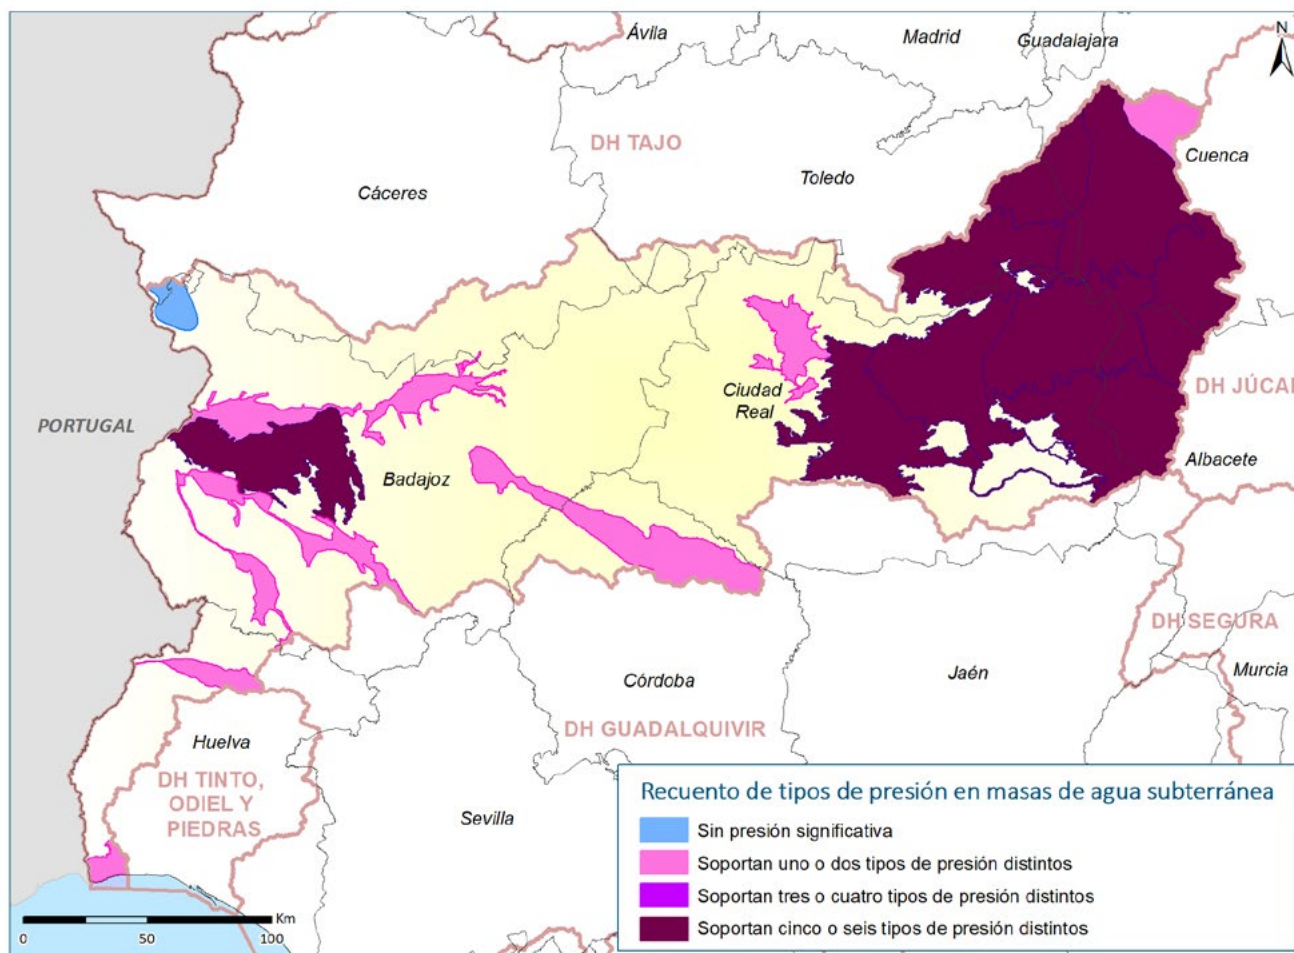 Ávila
Madrid
Guadalajara
N
DH TAJO
Cuenca
Cáceres
Toledo
Ciudad
Real
DH JÚCAR
PORTUGAL
Badajoz
Albacete
DH SEGURA
Murcia
Córdoba
Jaén
DH GUADALQUIVIR
Huelva
DH TINTO,
ODIEL Y
PIEDRAS
Sevilla
Recuento de tipos de presión en masas de agua subterránea
Sin presión significativa
Soportan uno o dos tipos de presión distintos
Soportan tres o cuatro tipos de presión distintos
Soportan cinco o seis tipos de presión distintos
Km
0 50 100